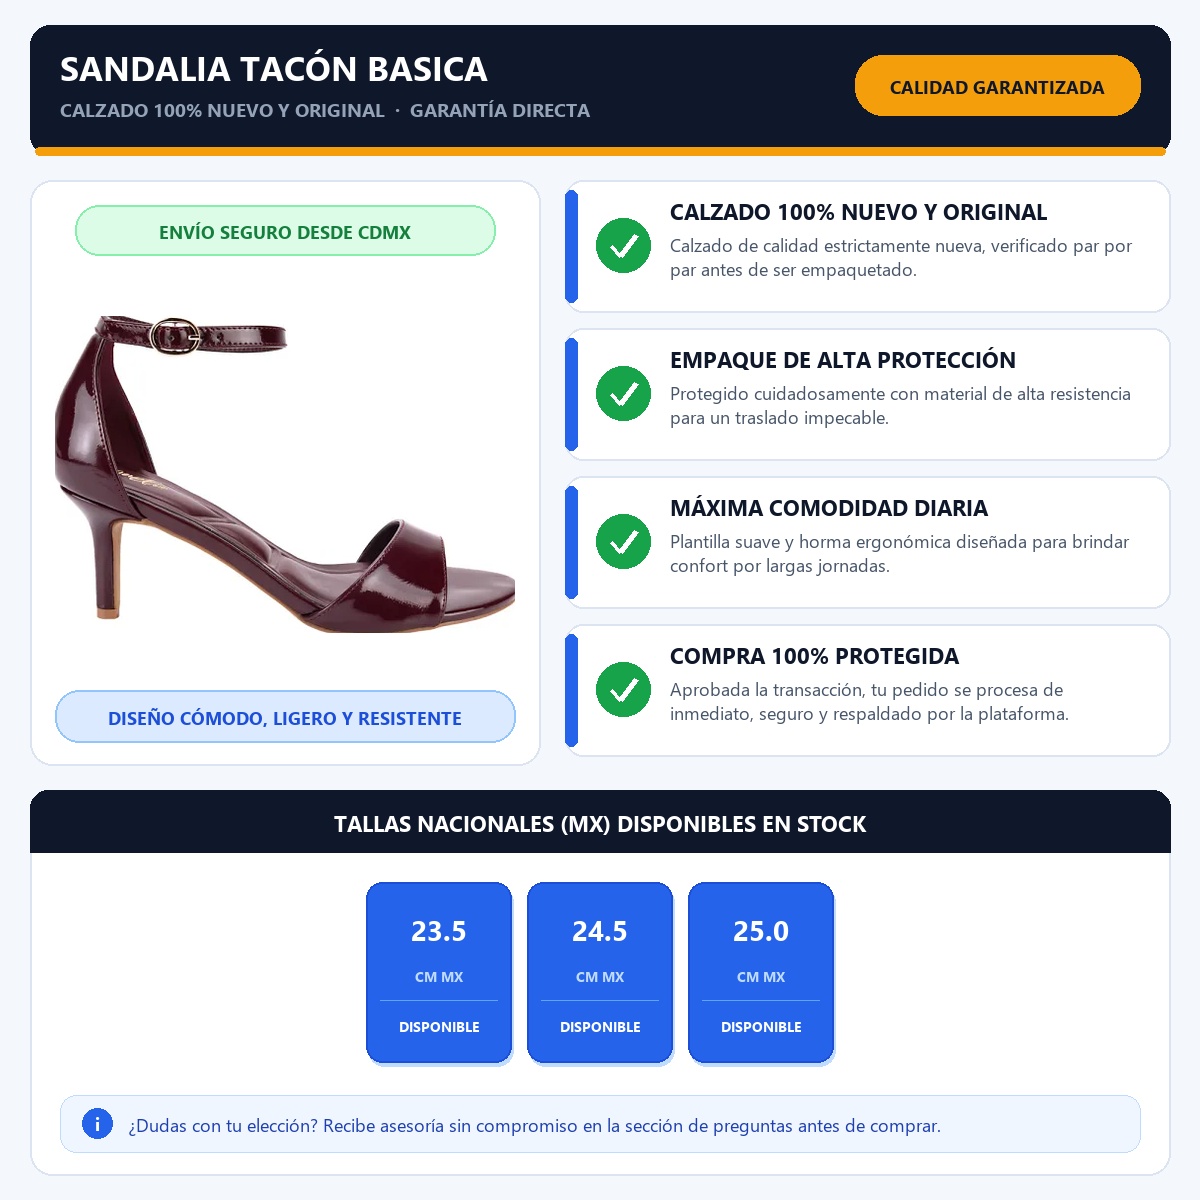 SANDALIA TACÓN BASICA
CALZADO 100% NUEVO Y ORIGINAL · GARANTÍA DIRECTA
CALIDAD GARANTIZADA
ENVÍO SEGURO DESDE CDMX
DISEÑO CÓMODO, LIGERO Y RESISTENTE
CALZADO 100% NUEVO Y ORIGINAL
Calzado de calidad estrictamente nueva, verificado par por
par antes de ser empaquetado.
EMPAQUE DE ALTA PROTECCIÓN
Protegido cuidadosamente con material de alta resistencia
para un traslado impecable.
MÁXIMA COMODIDAD DIARIA
Plantilla suave y horma ergonómica diseñada para brindar
confort por largas jornadas.
COMPRA 100% PROTEGIDA
Aprobada la transacción, tu pedido se procesa de
inmediato, seguro y respaldado por la plataforma.
TALLAS NACIONALES (MX) DISPONIBLES EN STOCK
23.5
CM MX
DISPONIBLE
24.5
CM MX
DISPONIBLE
25.0
CM MX
DISPONIBLE
¿Dudas con tu elección? Recibe asesoría sin compromiso en la sección de preguntas antes de comprar.